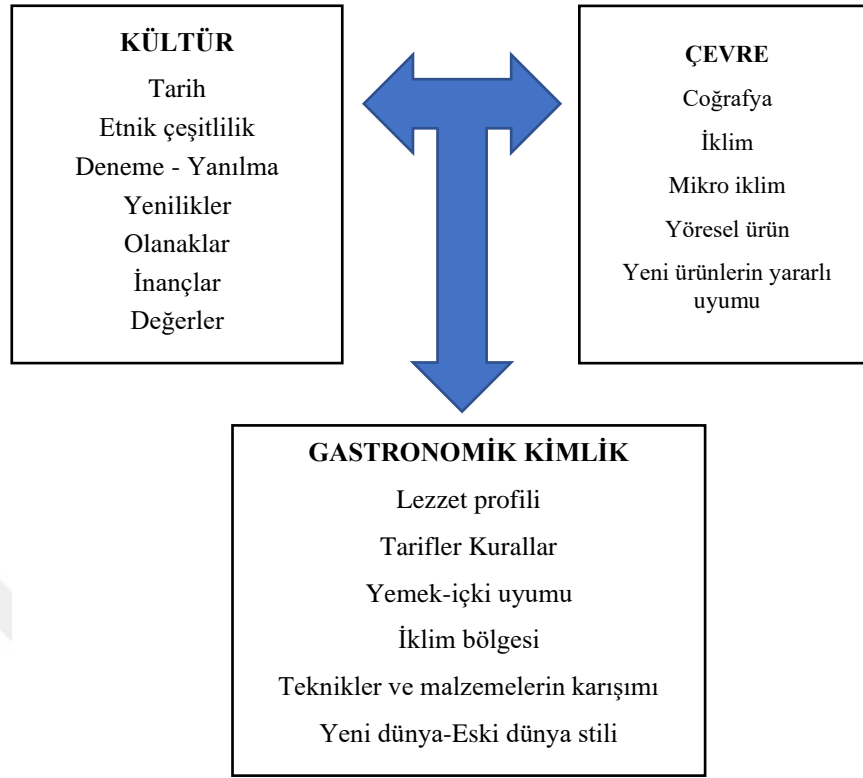 KÜLTÜR
Tarih
Etnik çeşitlilik
Deneme - Yanılma
Yenilikler
Olanaklar
İnançlar
Değerler
ÇEVRE
Coğrafya
İklim
Mikro iklim
Yöresel ürün
Yeni ürünlerin yararlı
uyumu
GASTRONOMİK KİMLİK
Lezzet profili
Tarifler Kurallar
Yemek-içki uyumu
İklim bölgesi
Teknikler ve malzemelerin karışımı
Yeni dünya-Eski dünya stili